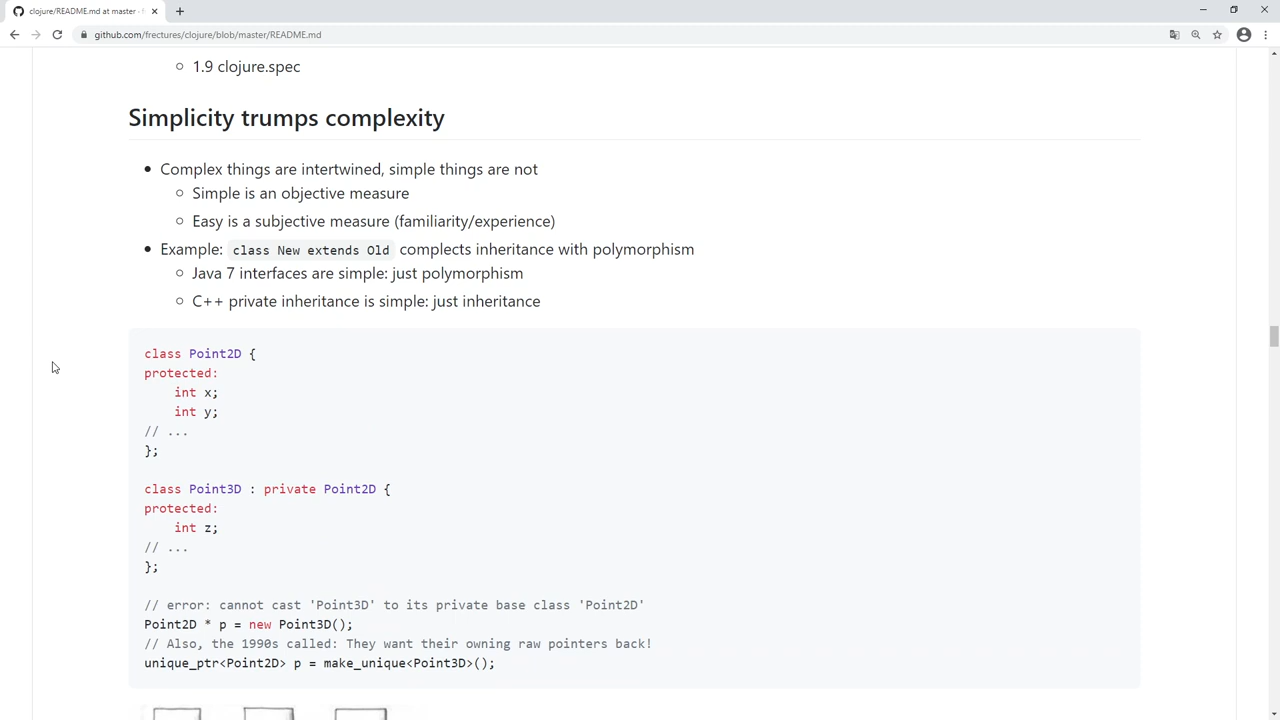 clojure/README.md at master · f
github.com/frectures/clojure/blob/master/README.md
1.9 clojure.spec
Simplicity trumps complexity
Complex things are intertwined, simple things are not
Simple is an objective measure
Easy is a subjective measure (familiarity/experience)
Example: class New extends Old complects inheritance with polymorphism
Java 7 interfaces are simple: just polymorphism
C++ private inheritance is simple: just inheritance
class Point2D {
protected:
    int x;
    int y;
// ...
};
class Point3D : private Point2D {
protected:
    int z;
// ...
};
// error: cannot cast 'Point3D' to its private base class 'Point2D'
Point2D * p = new Point3D();
// Also, the 1990s called: They want their owning raw pointers back!
unique_ptr<Point2D> p = make_unique<Point3D>();